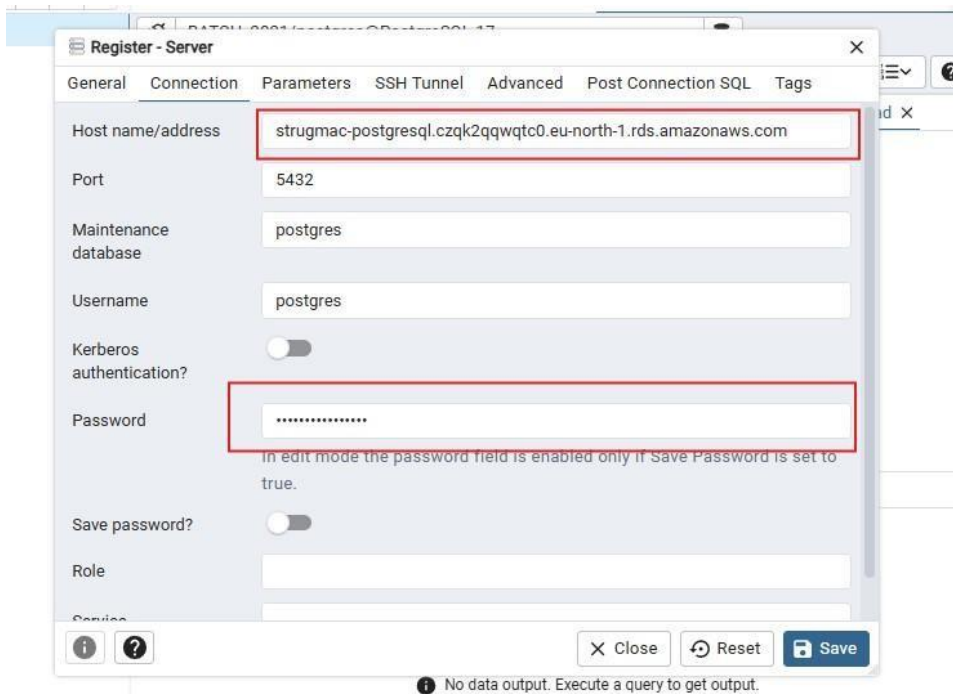 Register - Server
General Connection Parameters SSH Tunnel Advanced Post Connection SQL Tags
Host name/address strugmac-postgresql.czqk2qqwqtc0.eu-north-1.rds.amazonaws.com
Port 5432
Maintenance
database
postgres
Username postgres
Kerberos
authentication?
Password ••••••••••••••••
In edit mode the password field is enabled only if Save Password is set to
true.
Save password?
Role
Close Reset Save
No data output. Execute a query to get output.